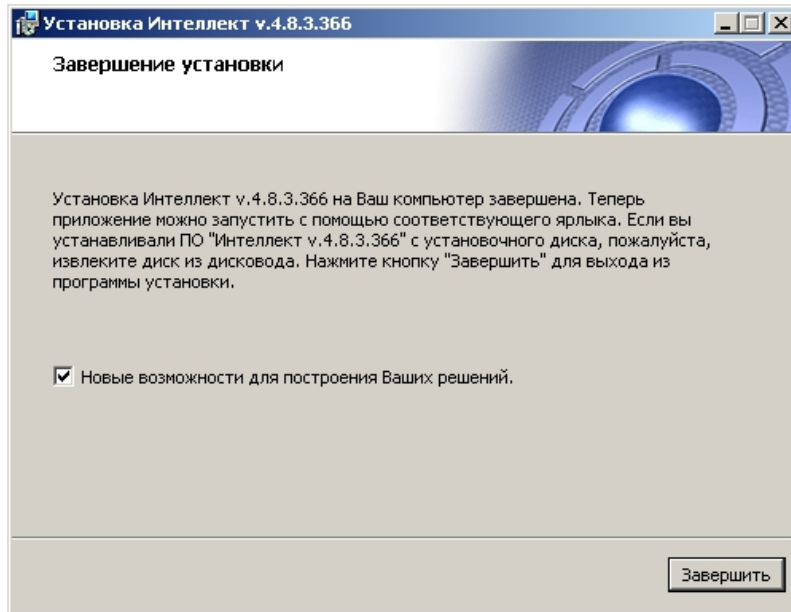 Установка Интеллект v.4.8.3.366
Завершение установки
Установка Интеллект v.4.8.3.366 на Ваш компьютер завершена. Теперь
приложение можно запустить с помощью соответствующего ярлыка. Если вы
устанавливали ПО "Интеллект v.4.8.3.366" с установочного диска, пожалуйста,
извлеките диск из дисковода. Нажмите кнопку "Завершить" для выхода из
программы установки.
Новые возможности для построения Ваших решений.
Завершить